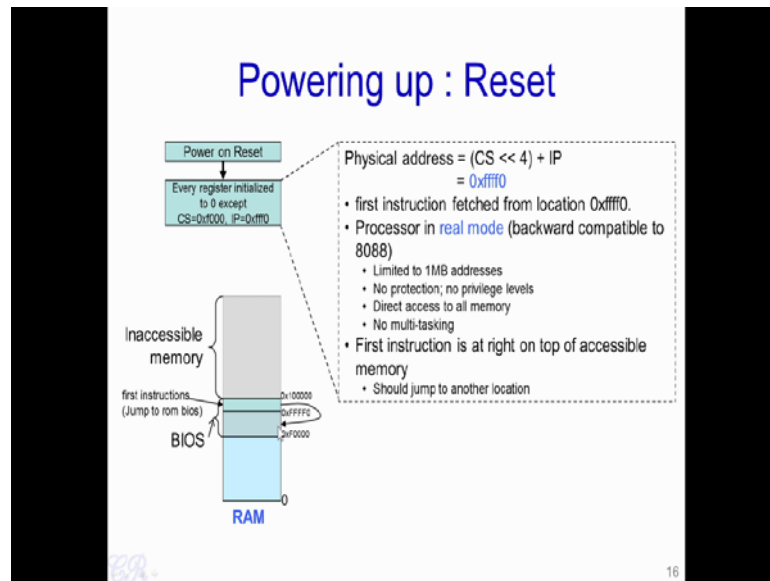 Powering up : Reset
Power on Reset
Every register initialized
to 0 except
CS=0xf000, IP=0xfff0
Physical address = (CS << 4) + IP
= 0xffff0
• first instruction fetched from location 0xffff0.
• Processor in real mode (backward compatible to
8088)
• Limited to 1MB addresses
• No protection; no privilege levels
• Direct access to all memory
• No multi-tasking
• First instruction is at right on top of accessible
memory
• Should jump to another location
Inaccessible
memory
first instructions
(Jump to rom bios)
BIOS
0x100000
0xFFFF0
0xF0000
0
RAM
16